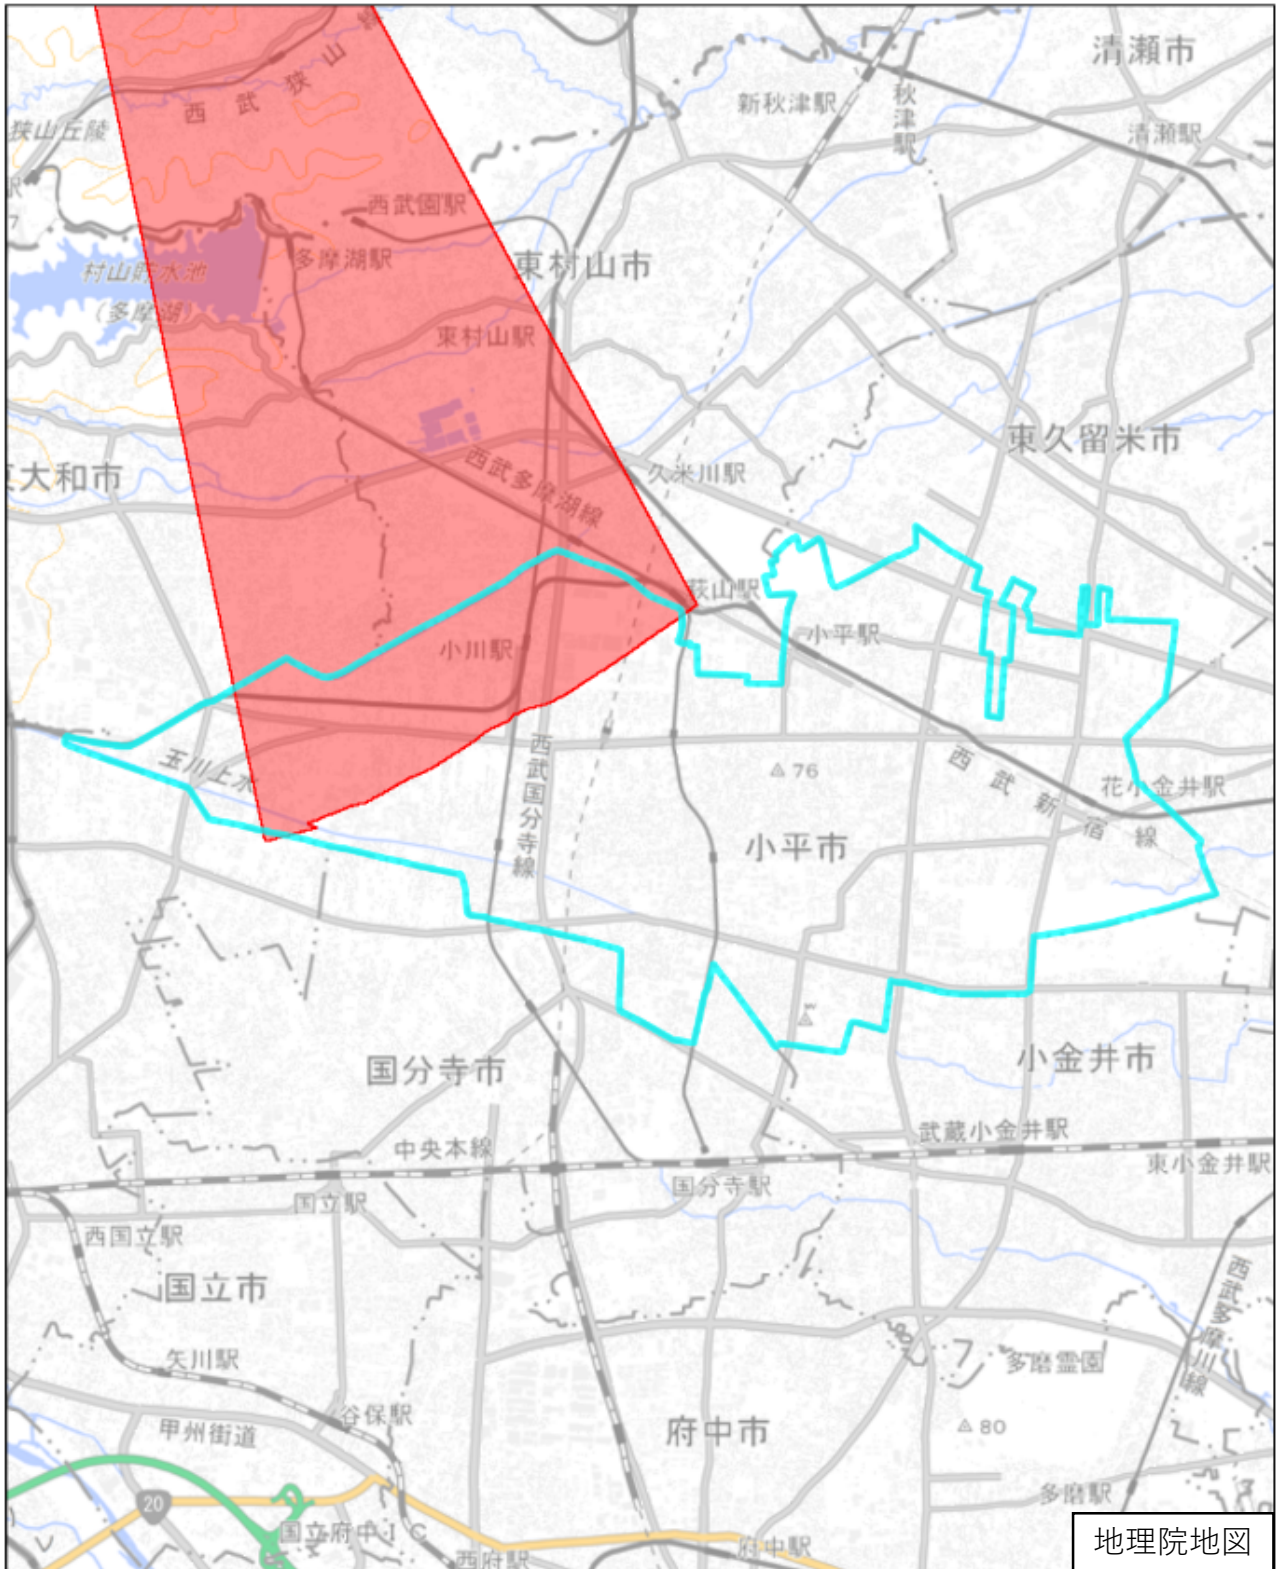 清瀬市
西武狭山線
新秋津駅
秋津駅
狭山丘陵
清瀬駅
駅
西武園駅
多摩湖駅
東村山市
村山貯水池
(多摩湖)
東村山駅
東久留米市
西武多摩湖線
久米川駅
大和市
萩山駅
小平駅
小川駅
玉川上水
西武国分寺線
76
西武新宿線
花小金井駅
小平市
国分寺市
小金井市
武蔵小金井駅
中央本線
東小金井駅
国分寺駅
国立駅
西国立駅
国立市
西武多摩川線
矢川駅
多磨霊園
谷保駅
甲州街道
府中市
80
20
多磨駅
国立府中IC
府中駅
西府駅
地理院地図